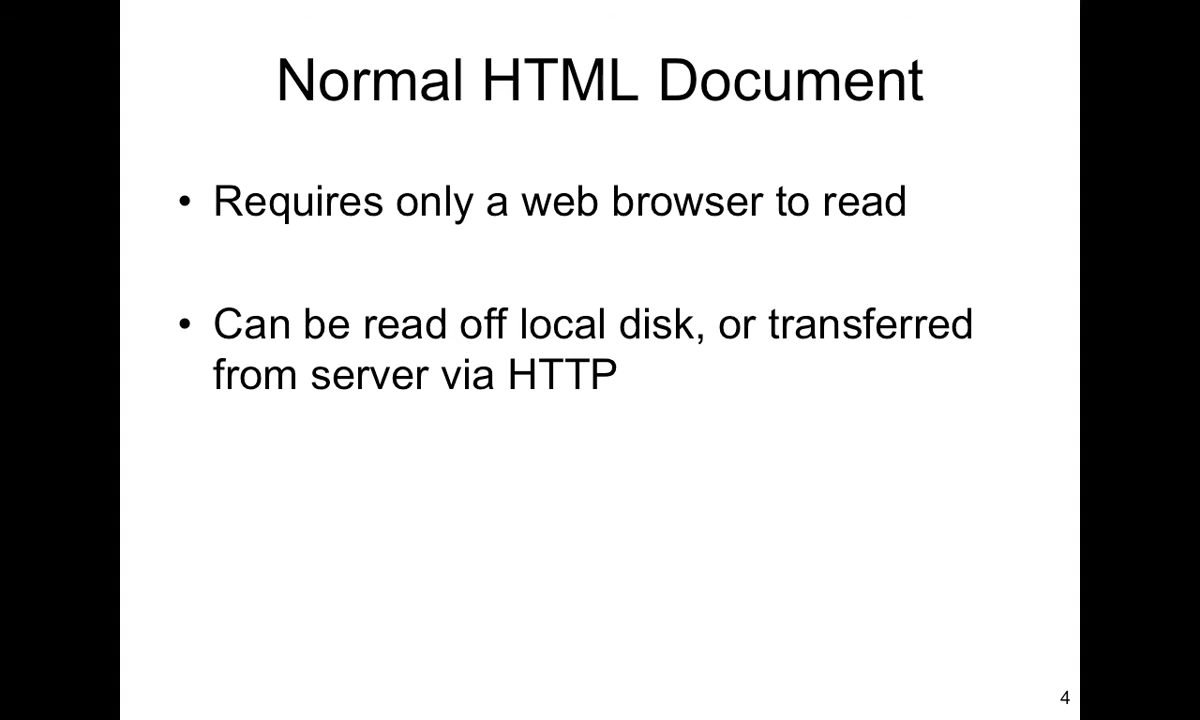 Normal HTML Document
• Requires only a web browser to read
• Can be read off local disk, or transferred
from server via HTTP
4